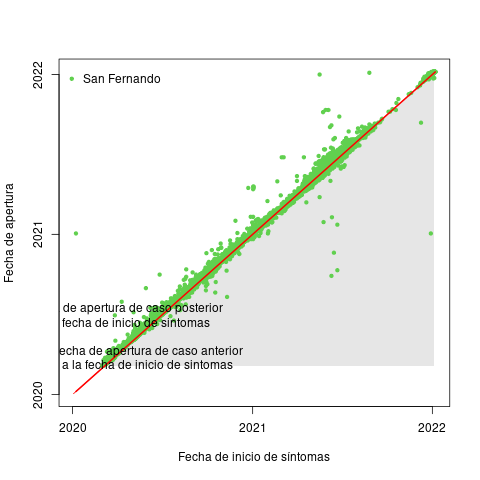 San Fernando
2022
2021
2020
Fecha de apertura
de apertura de caso posterior
fecha de inicio de síntomas
echa de apertura de caso anterior
a la fecha de inicio de sintomas
2020
2021
2022
Fecha de inicio de síntomas